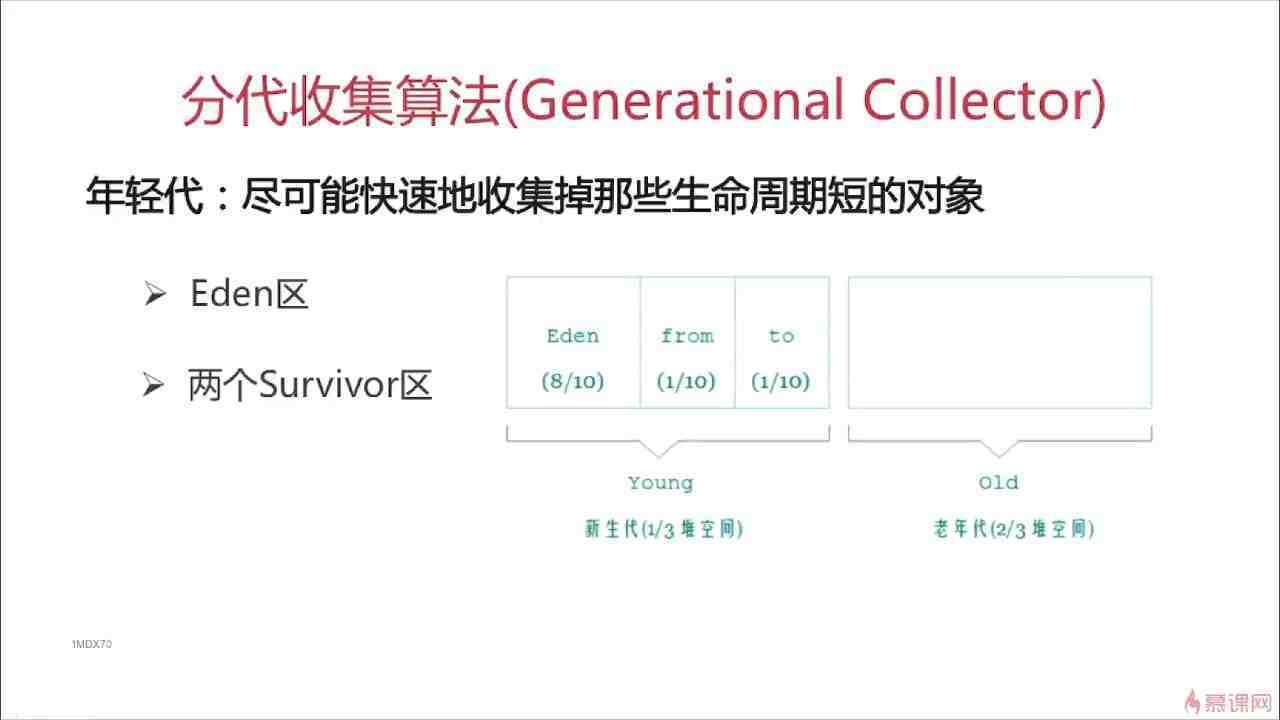 分代收集算法(Generational Collector)
年轻代：尽可能快速地收集掉那些生命周期短的对象
➢ Eden区
➢ 两个Survivor区
Eden from to
(8/10) (1/10) (1/10)
Young Old
新生代(1/3 堆空间) 老年代(2/3 堆空间)
1MDX70
慕课网